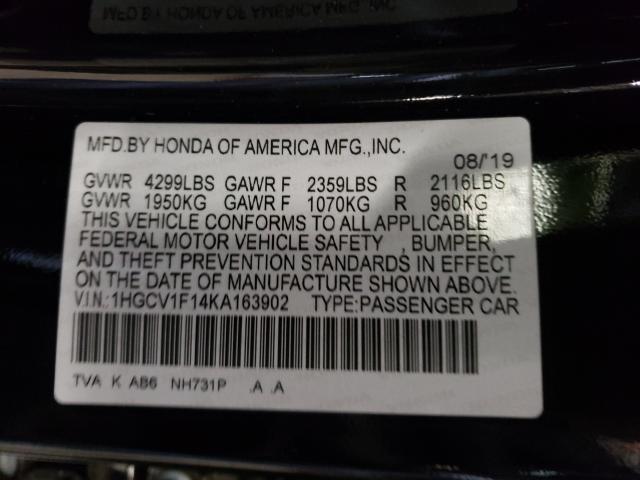 MFD.BY HONDA OF AMERICA MFG.,INC.
08/'19
GVWR 4299LBS GAWR F 2359LBS R 2116LBS
GVWR 1950KG GAWR F 1070KG R 960KG
THIS VEHICLE CONFORMS TO ALL APPLICABLE
FEDERAL MOTOR VEHICLE SAFETY , BUMPER,
AND THEFT PREVENTION STANDARDS IN EFFECT
ON THE DATE OF MANUFACTURE SHOWN ABOVE.
V.I.N.:1HGCV1F14KA163902 TYPE:PASSENGER CAR
TVA K AB6 NH731P .A .A